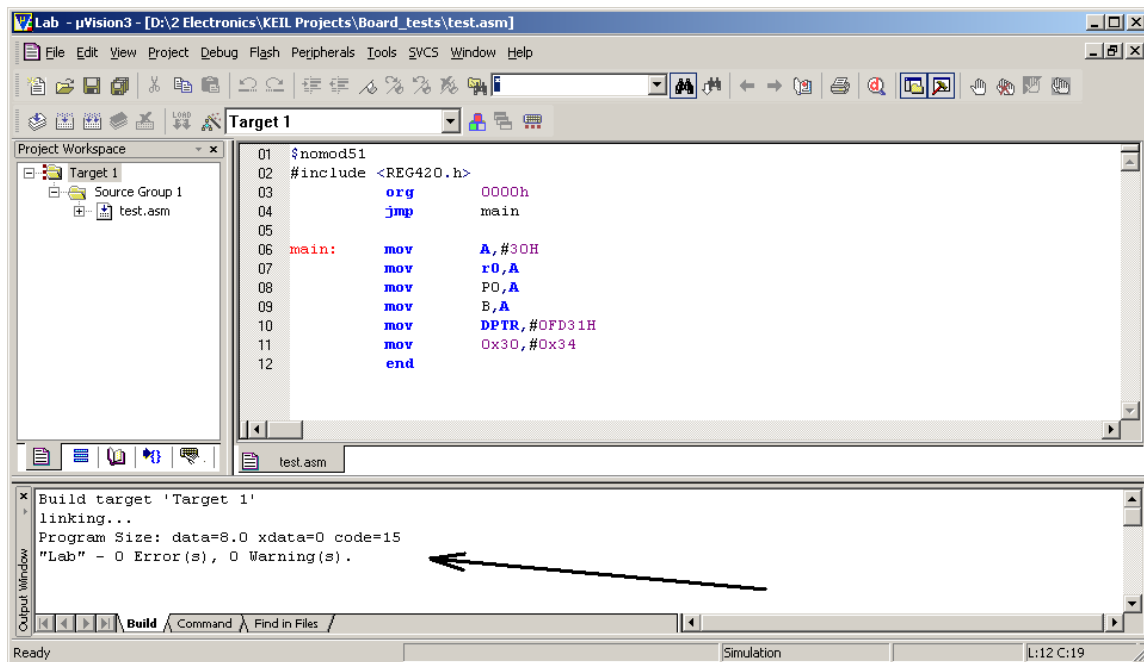 Lab - µVision3 - [D:\2 Electronics\KEIL Projects\Board_tests\test.asm]
File Edit View Project Debug Flash Peripherals Tools SVCS Window Help
LOAD
Target 1
Project Workspace
Target 1
Source Group 1
test.asm
01 $nomod51
02 #include <REG420.h>
03 org 0000h
04 jmp main
05
06 main: mov A,#30H
07 mov r0,A
08 mov P0,A
09 mov B,A
10 mov DPTR,#0FD31H
11 mov 0x30,#0x34
12 end
test.asm
Build target 'Target 1'
linking...
Program Size: data=8.0 xdata=0 code=15
"Lab" - 0 Error(s), 0 Warning(s).
Output Window
Build Command Find in Files
Ready Simulation L:12 C:19